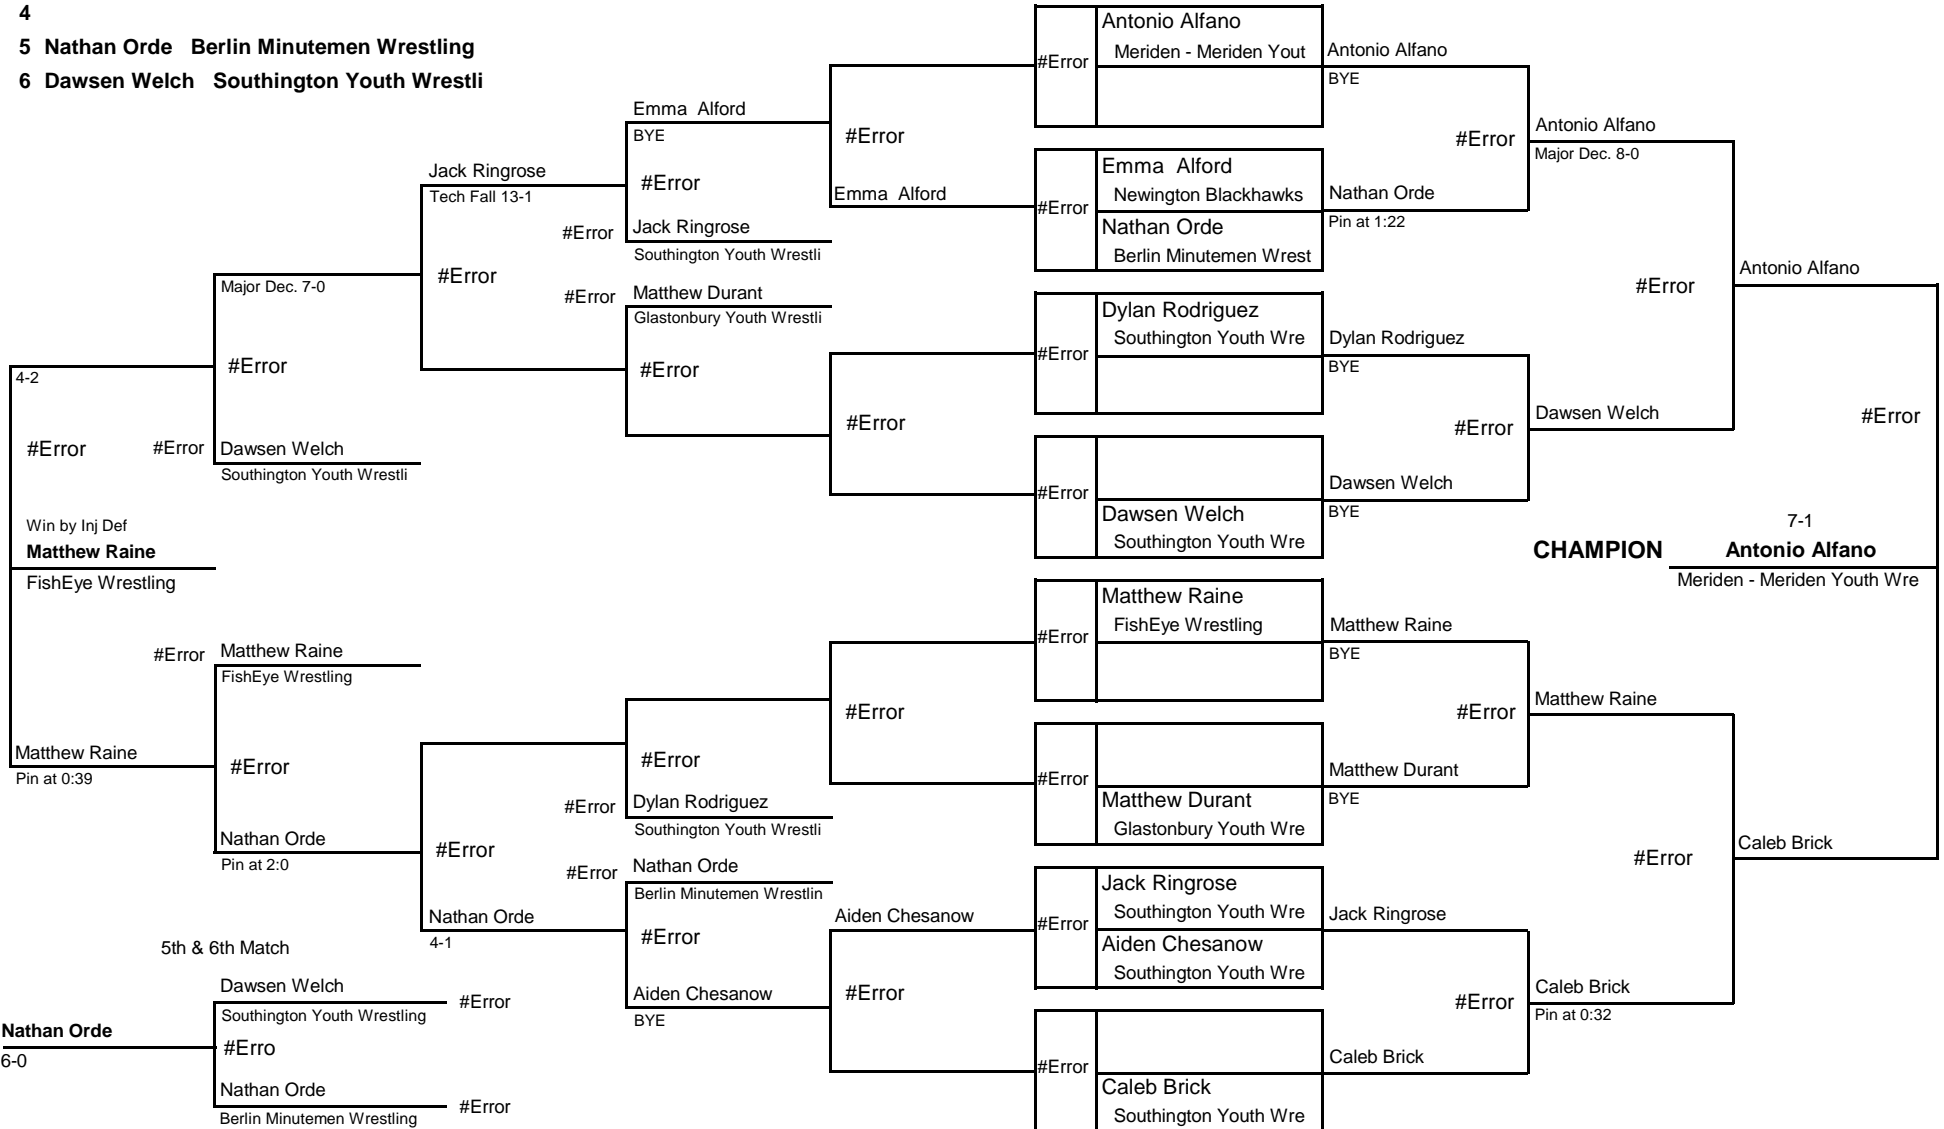 4
5 Nathan Orde Berlin Minutemen Wrestling
6 Dawsen Welch Southington Youth Wrestli
4-2
#Error
Win by Inj Def
Matthew Raine
FishEye Wrestling
Matthew Raine
Pin at 0:39
Major Dec. 7-0
#Error
#Error
Dawsen Welch
Southington Youth Wrestli
#Error
Matthew Raine
FishEye Wrestling
#Error
Nathan Orde
Pin at 2:0
5th & 6th Match
Dawsen Welch
Southington Youth Wrestling
#Error
Nathan Orde
6-0
#Erro
Nathan Orde
Berlin Minutemen Wrestling
#Error
Jack Ringrose
Tech Fall 13-1
#Error
#Error
Nathan Orde
4-1
Emma Alford
BYE
#Error
#Error
Jack Ringrose
Southington Youth Wrestli
#Error
Matthew Durant
Glastonbury Youth Wrestli
#Error
#Error
#Error
Dylan Rodriguez
Southington Youth Wrestli
#Error
Nathan Orde
Berlin Minutemen Wrestlin
#Error
Aiden Chesanow
BYE
#Error
Emma Alford
#Error
#Error
Aiden Chesanow
#Error
#Error
Antonio Alfano
Meriden - Meriden Yout
#Error
Emma Alford
Newington Blackhawks
Nathan Orde
Berlin Minutemen Wrest
#Error
Dylan Rodriguez
Southington Youth Wre
#Error
Dawsen Welch
Southington Youth Wre
#Error
Matthew Raine
FishEye Wrestling
#Error
Matthew Durant
Glastonbury Youth Wre
#Error
Jack Ringrose
Southington Youth Wre
Aiden Chesanow
Southington Youth Wre
#Error
Caleb Brick
Southington Youth Wre
Antonio Alfano
BYE
#Error
Nathan Orde
Pin at 1:22
Dylan Rodriguez
BYE
#Error
Dawsen Welch
BYE
Matthew Raine
BYE
#Error
Matthew Durant
BYE
Jack Ringrose
#Error
Caleb Brick
Antonio Alfano
Major Dec. 8-0
#Error
Dawsen Welch
Matthew Raine
#Error
Caleb Brick
Pin at 0:32
Antonio Alfano
#Error
7-1
CHAMPION Antonio Alfano
Meriden - Meriden Youth Wre
Caleb Brick